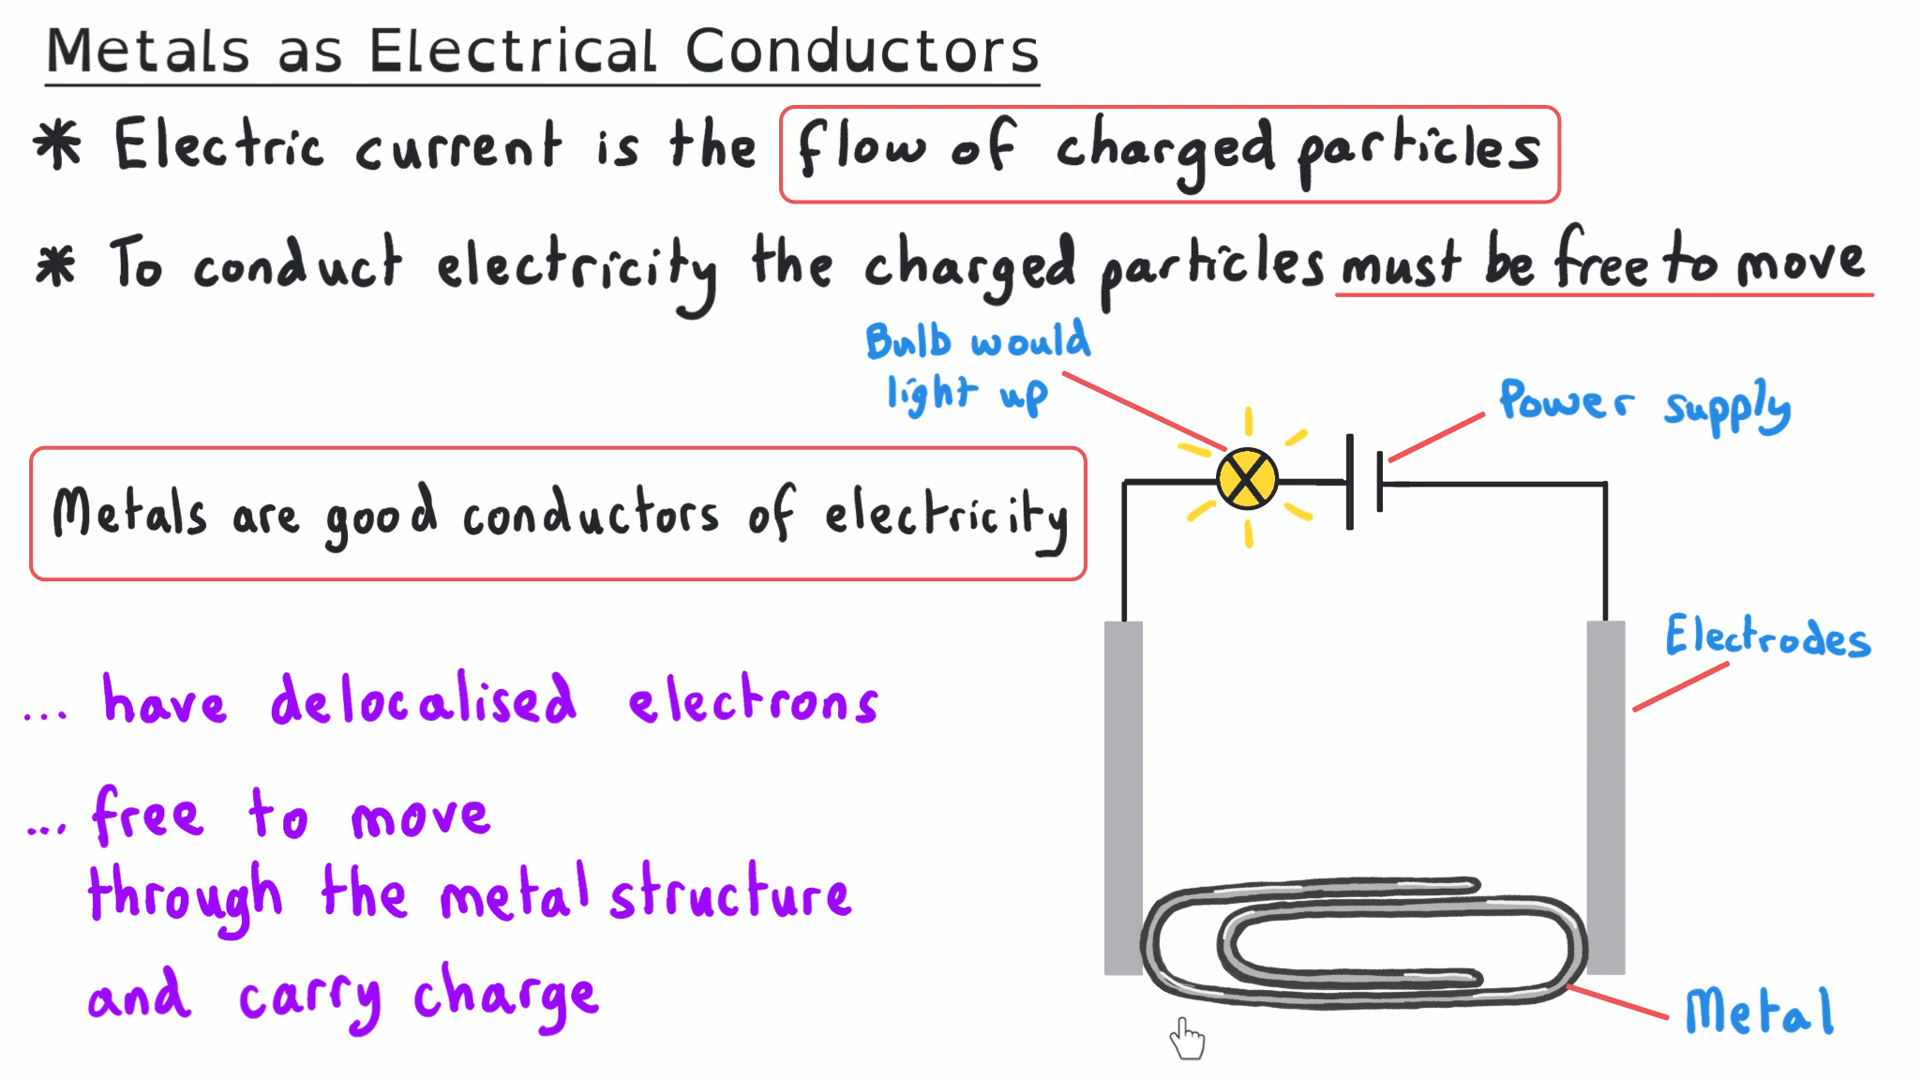 Metals as Electrical Conductors
* Electric current is the flow of charged particles
* To conduct electricity the charged particles must be free to move
Bulb would
light up
Power supply
Metals are good conductors of electricity
Electrodes
... have delocalised electrons
... free to move
through the metal structure
and carry charge
Metal